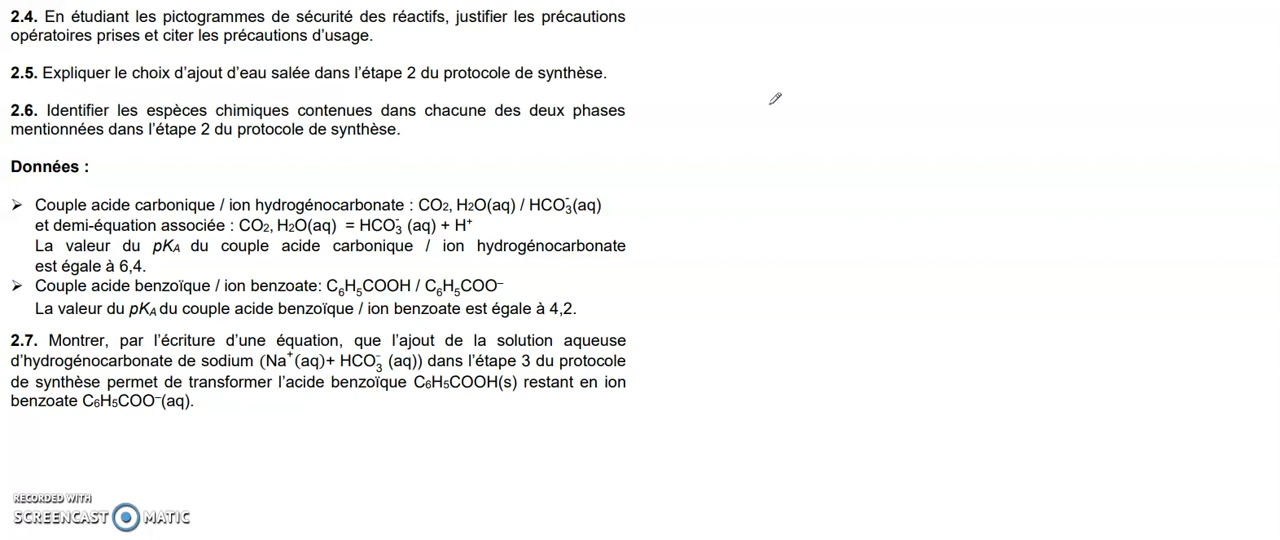 2.4. En étudiant les pictogrammes de sécurité des réactifs, justifier les précautions
opératoires prises et citer les précautions d'usage.
2.5. Expliquer le choix d'ajout d'eau salée dans l'étape 2 du protocole de synthèse.
2.6. Identifier les espèces chimiques contenues dans chacune des deux phases
mentionnées dans l'étape 2 du protocole de synthèse.
Données :
➢ Couple acide carbonique / ion hydrogénocarbonate : CO₂, H₂O(aq) / HCO₃⁻(aq)
et demi-équation associée : CO₂, H₂O(aq) = HCO₃⁻ (aq) + H⁺
La valeur du pKA du couple acide carbonique / ion hydrogénocarbonate
est égale à 6,4.
➢ Couple acide benzoïque / ion benzoate: C₆H₅COOH / C₆H₅COO⁻
La valeur du pKA du couple acide benzoïque / ion benzoate est égale à 4,2.
2.7. Montrer, par l'écriture d'une équation, que l'ajout de la solution aqueuse
d'hydrogénocarbonate de sodium (Na⁺(aq)+ HCO₃⁻ (aq)) dans l'étape 3 du protocole
de synthèse permet de transformer l'acide benzoïque C₆H₅COOH(s) restant en ion
benzoate C₆H₅COO⁻(aq).
RECORDED WITH
SCREENCAST MATIC